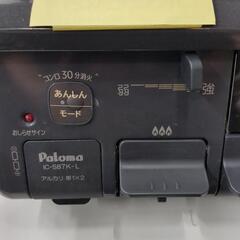 コンロ30分消火
あんしん
モード
弱 強
おしらせサイン
Paloma
IC-S87K-L
アルカリ 単1×2